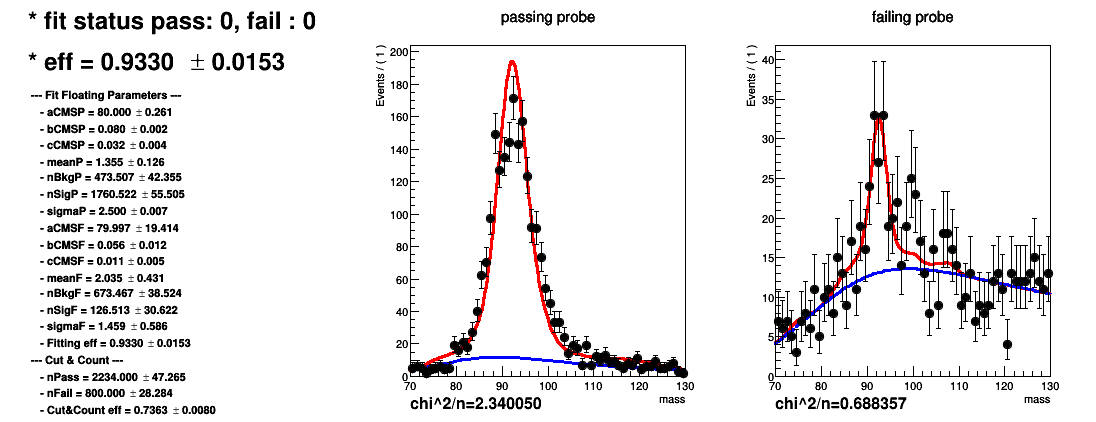 * fit status pass: 0, fail : 0
* eff = 0.9330 ± 0.0153
--- Fit Floating Parameters ---
- aCMSP = 80.000 ± 0.261
- bCMSP = 0.080 ± 0.002
- cCMSP = 0.032 ± 0.004
- meanP = 1.355 ± 0.126
- nBkgP = 473.507 ± 42.355
- nSigP = 1760.522 ± 55.505
- sigmaP = 2.500 ± 0.007
- aCMSF = 79.997 ± 19.414
- bCMSF = 0.056 ± 0.012
- cCMSF = 0.011 ± 0.005
- meanF = 2.035 ± 0.431
- nBkgF = 673.467 ± 38.524
- nSigF = 126.513 ± 30.622
- sigmaF = 1.459 ± 0.586
- Fitting eff = 0.9330 ± 0.0153
--- Cut & Count ---
- nPass = 2234.000 ± 47.265
- nFail = 800.000 ± 28.284
- Cut&Count eff = 0.7363 ± 0.0080
passing probe
Events / ( 1 )
200
180
160
140
120
100
80
60
40
20
0
70 80 90 100 110 120 130
mass
chi^2/n=2.340050
failing probe
Events / ( 1 )
40
35
30
25
20
15
10
5
0
70 80 90 100 110 120 130
mass
chi^2/n=0.688357